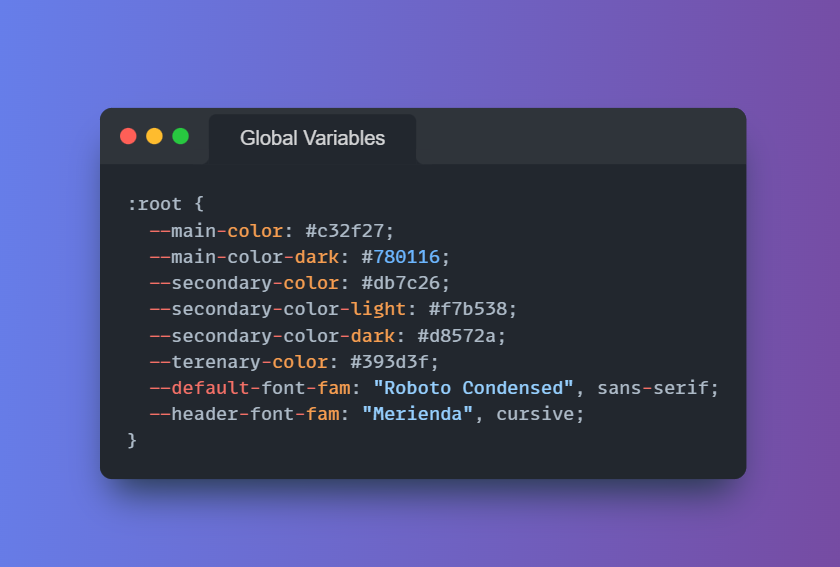 Global Variables
:root {
  --main-color: #c32f27;
  --main-color-dark: #780116;
  --secondary-color: #db7c26;
  --secondary-color-light: #f7b538;
  --secondary-color-dark: #d8572a;
  --terenary-color: #393d3f;
  --default-font-fam: "Roboto Condensed", sans-serif;
  --header-font-fam: "Merienda", cursive;
}